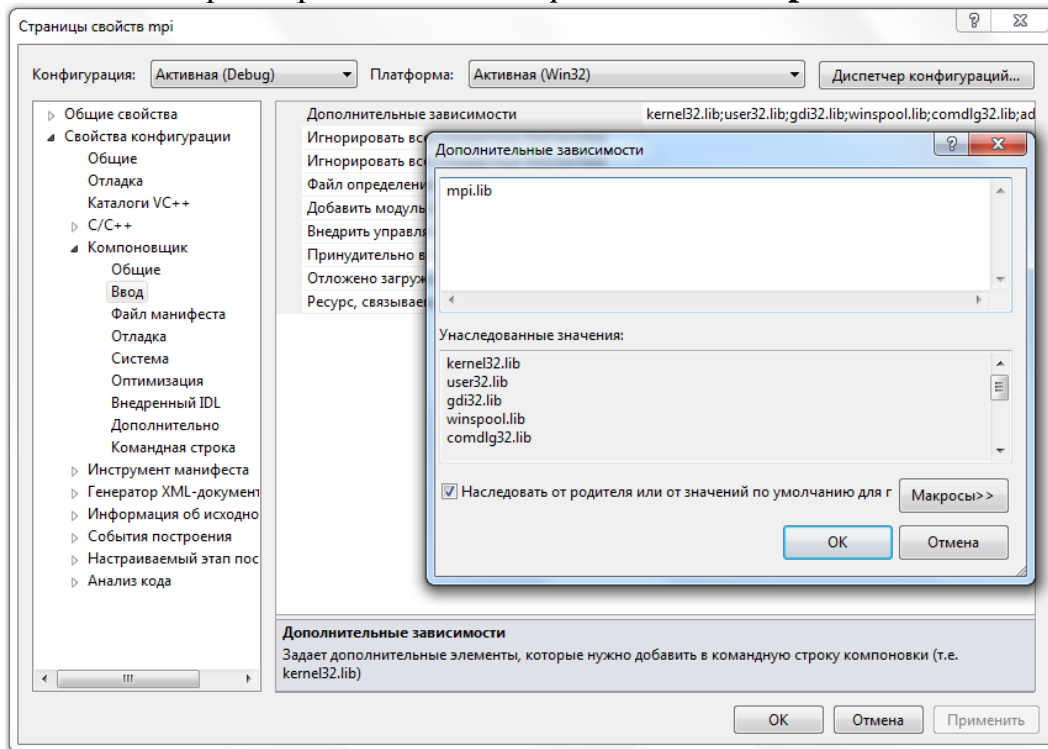 Страницы свойств mpi
Конфигурация: Активная (Debug) Платформа: Активная (Win32) Диспетчер конфигураций...
Общие свойства
Свойства конфигурации
Общие
Отладка
Каталоги VC++
C/C++
Компоновщик
Общие
Ввод
Файл манифеста
Отладка
Система
Оптимизация
Внедренный IDL
Дополнительно
Командная строка
Инструмент манифеста
Генератор XML-документ
Информация об исходно
События построения
Настраиваемый этап пос
Анализ кода
Дополнительные зависимости kernel32.lib;user32.lib;gdi32.lib;winspool.lib;comdlg32.lib;ad
Игнорировать все
Игнорировать все
Файл определени
Добавить модуль
Внедрить управля
Принудительно в
Отложено загруж
Ресурс, связывае
Дополнительные зависимости
mpi.lib
Унаследованные значения:
kernel32.lib
user32.lib
gdi32.lib
winspool.lib
comdlg32.lib
Наследовать от родителя или от значений по умолчанию для г Макросы>>
ОК Отмена
Дополнительные зависимости
Задает дополнительные элементы, которые нужно добавить в командную строку компоновки (т.е.
kernel32.lib)
ОК Отмена Применить